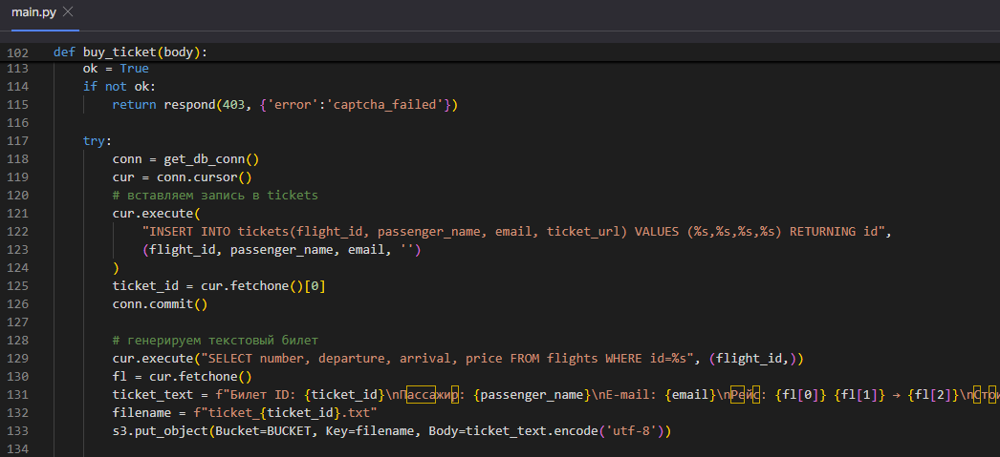 main.py
102 def buy_ticket(body):
113 ok = True
114 if not ok:
115 return respond(403, {'error':'captcha_failed'})
116
117 try:
118 conn = get_db_conn()
119 cur = conn.cursor()
120 # вставляем запись в tickets
121 cur.execute(
122 "INSERT INTO tickets(flight_id, passenger_name, email, ticket_url) VALUES (%s,%s,%s,%s) RETURNING id",
123 (flight_id, passenger_name, email, '')
124 )
125 ticket_id = cur.fetchone()[0]
126 conn.commit()
127
128 # генерируем текстовый билет
129 cur.execute("SELECT number, departure, arrival, price FROM flights WHERE id=%s", (flight_id,))
130 fl = cur.fetchone()
131 ticket_text = f"Билет ID: {ticket_id}\nПассажир: {passenger_name}\nE-mail: {email}\nРейс: {fl[0]} {fl[1]} → {fl[2]}\nСтои
132 filename = f"ticket_{ticket_id}.txt"
133 s3.put_object(Bucket=BUCKET, Key=filename, Body=ticket_text.encode('utf-8'))
134